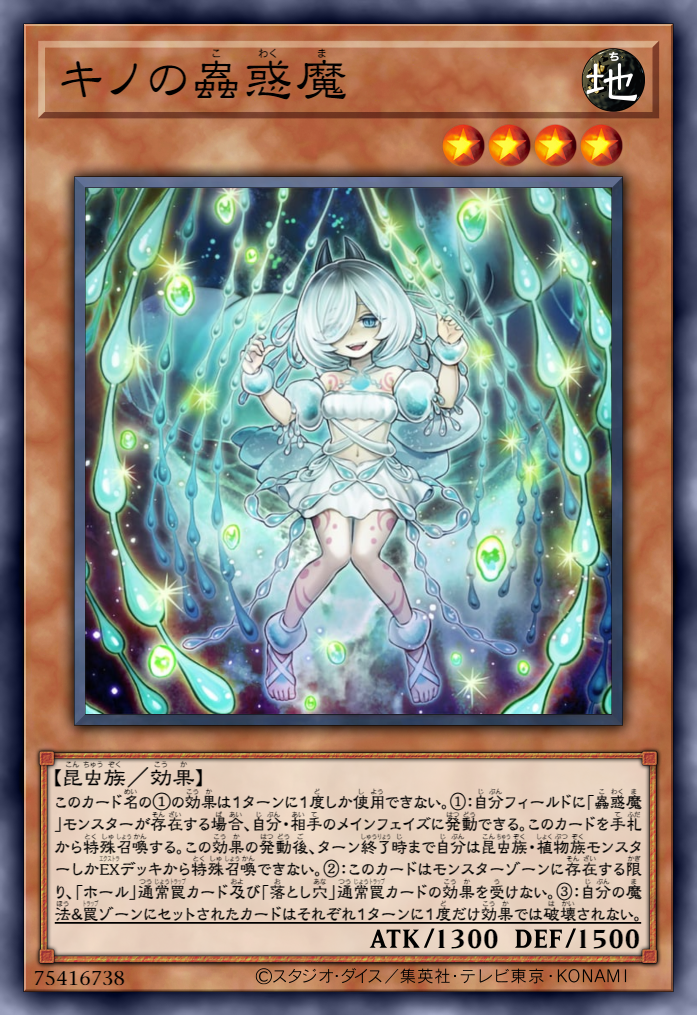 キノの蟲惑魔
地
【昆虫族／効果】
このカード名の①の効果は1ターンに1度しか使用できない。①：自分フィールドに「蟲惑魔
」モンスターが存在する場合、自分・相手のメインフェイズに発動できる。このカードを手札
から特殊召喚する。この効果の発動後、ターン終了時まで自分は昆虫族・植物族モンスタ
ーしかEXデッキから特殊召喚できない。②：このカードはモンスターゾーンに存在する限
り、「ホール」通常罠カード及び「落とし穴」通常罠カードの効果を受けない。③：自分の魔
法&罠ゾーンにセットされたカードはそれぞれ1ターンに1度だけ効果では破壊されない。
ATK/1300 DEF/1500
75416738 ©スタジオ・ダイス／集英社・テレビ東京・KONAMI